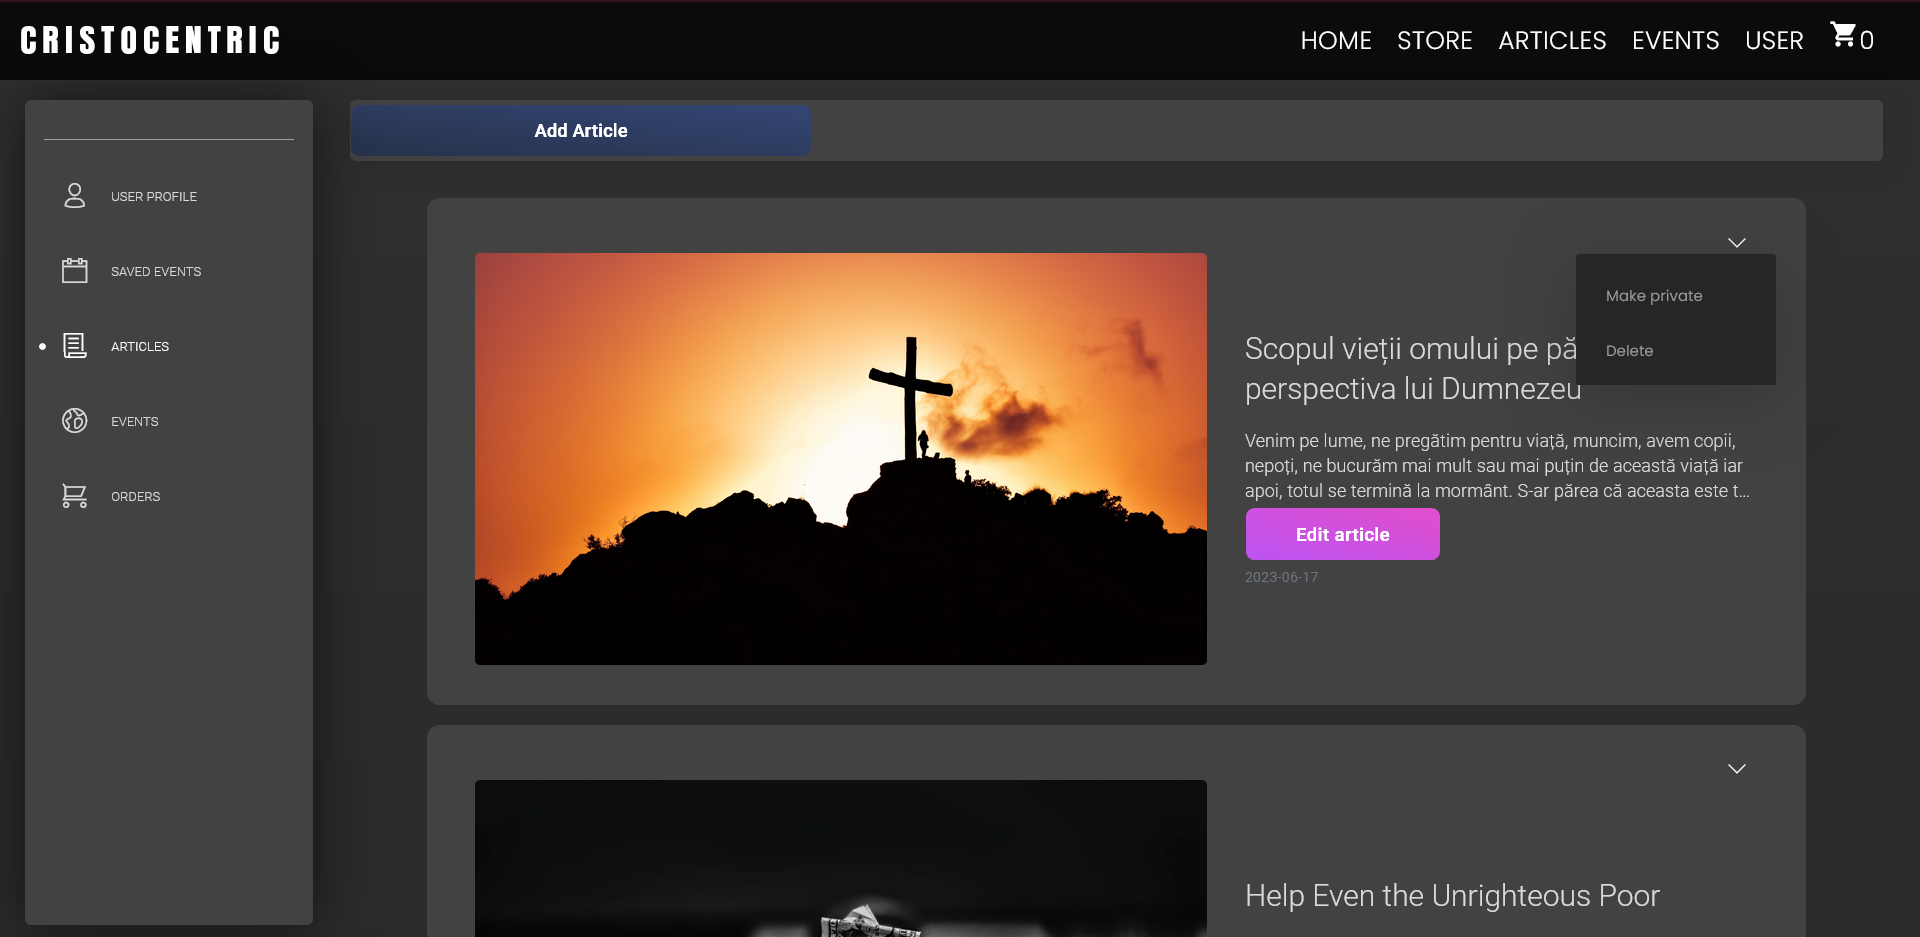 CRISTOCENTRIC
HOME STORE ARTICLES EVENTS USER 0
Add Article
USER PROFILE
SAVED EVENTS
ARTICLES
EVENTS
ORDERS
Make private
Delete
Scopul vieții omului pe pă
perspectiva lui Dumnezeu
Venim pe lume, ne pregătim pentru viață, muncim, avem copii,
nepoți, ne bucurăm mai mult sau mai puțin de această viață iar
apoi, totul se termină la mormânt. S-ar părea că aceasta este t...
Edit article
2023-06-17
Help Even the Unrighteous Poor